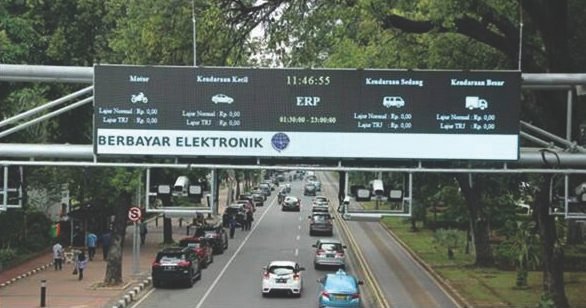 Motor Kendaraan Kecil 11:46:55 Kendaraan Sedang Kendaraan Besar
ERP
Lajur Normal : Rp. 0,00 Lajur Normal : Rp. 0,00 Lajur Normal : Rp. 0,00 Lajur Normal : Rp. 0,00
Lajur TRJ : Rp. 0,00 Lajur TRJ : Rp. 0,00 01:30:00 - 23:00:00 Lajur TRJ : Rp. 0,00 Lajur TRJ : Rp. 0,00
BERBAYAR ELEKTRONIK
S